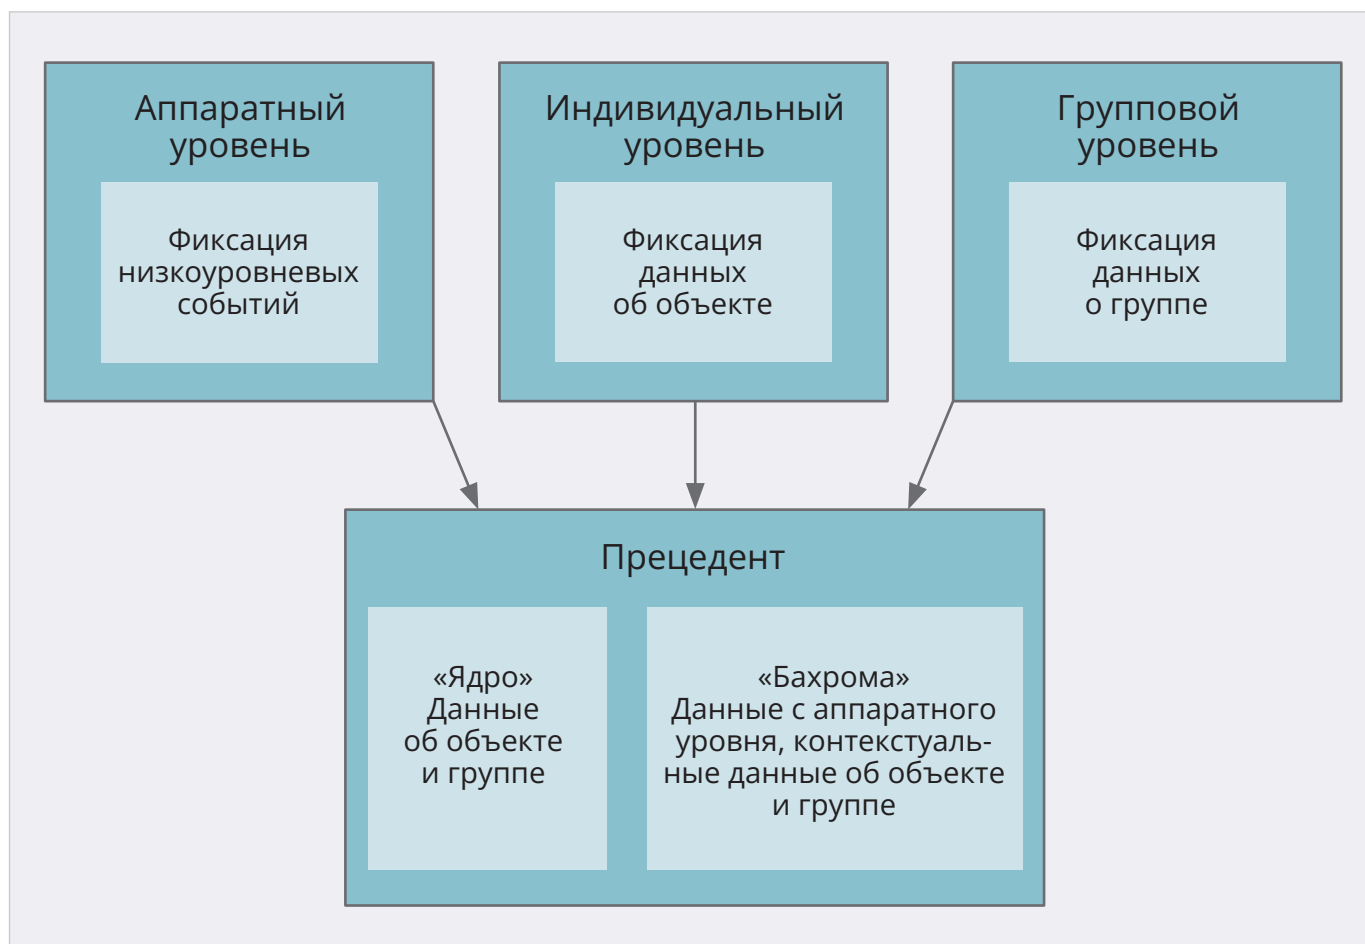 Аппаратный
уровень
Фиксация
низкоуровневых
событий
Индивидуальный
уровень
Фиксация
данных
об объекте
Групповой
уровень
Фиксация
данных
о группе
Прецедент
«Ядро»
Данные
об объекте
и группе
«Бахрома»
Данные с аппаратного
уровня, контекстуаль-
ные данные об объекте
и группе